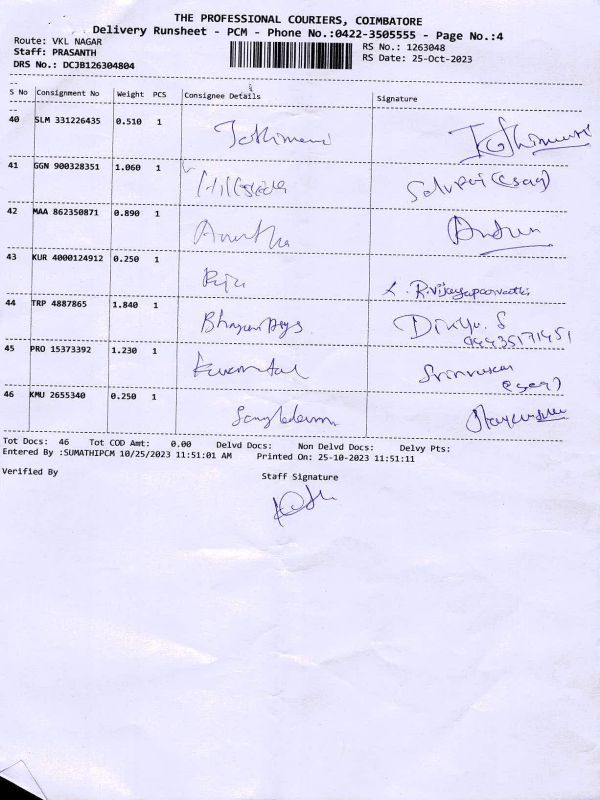 THE PROFESSIONAL COURIERS, COIMBATORE
Delivery Runsheet - PCM - Phone No.:0422-3505555 - Page No.:4
Route: VKL NAGAR
RS No.: 1263048
Staff: PRASANTH
RS Date: 25-Oct-2023
DRS No.: DCJB126304804
S No Consignment No Weight PCS Consignee Details Signature
40 SLM 331226435 0.510 1 Jothimani
41 GGN 900328351 1.060 1
42 MAA 862350871 0.890 1
43 KUR 4000124912 0.250 1 R.Vijayaparvathi
44 TRP 4887865 1.840 1 Divya. S
94435171451
45 PRO 15373392 1.230 1
46 KMU 2655340 0.250 1
Tot Docs: 46 Tot COD Amt: 0.00 Delvd Docs: Non Delvd Docs: Delvy Pts:
Entered By :SUMATHIPCM 10/25/2023 11:51:01 AM Printed On: 25-10-2023 11:51:11
Verified By Staff Signature